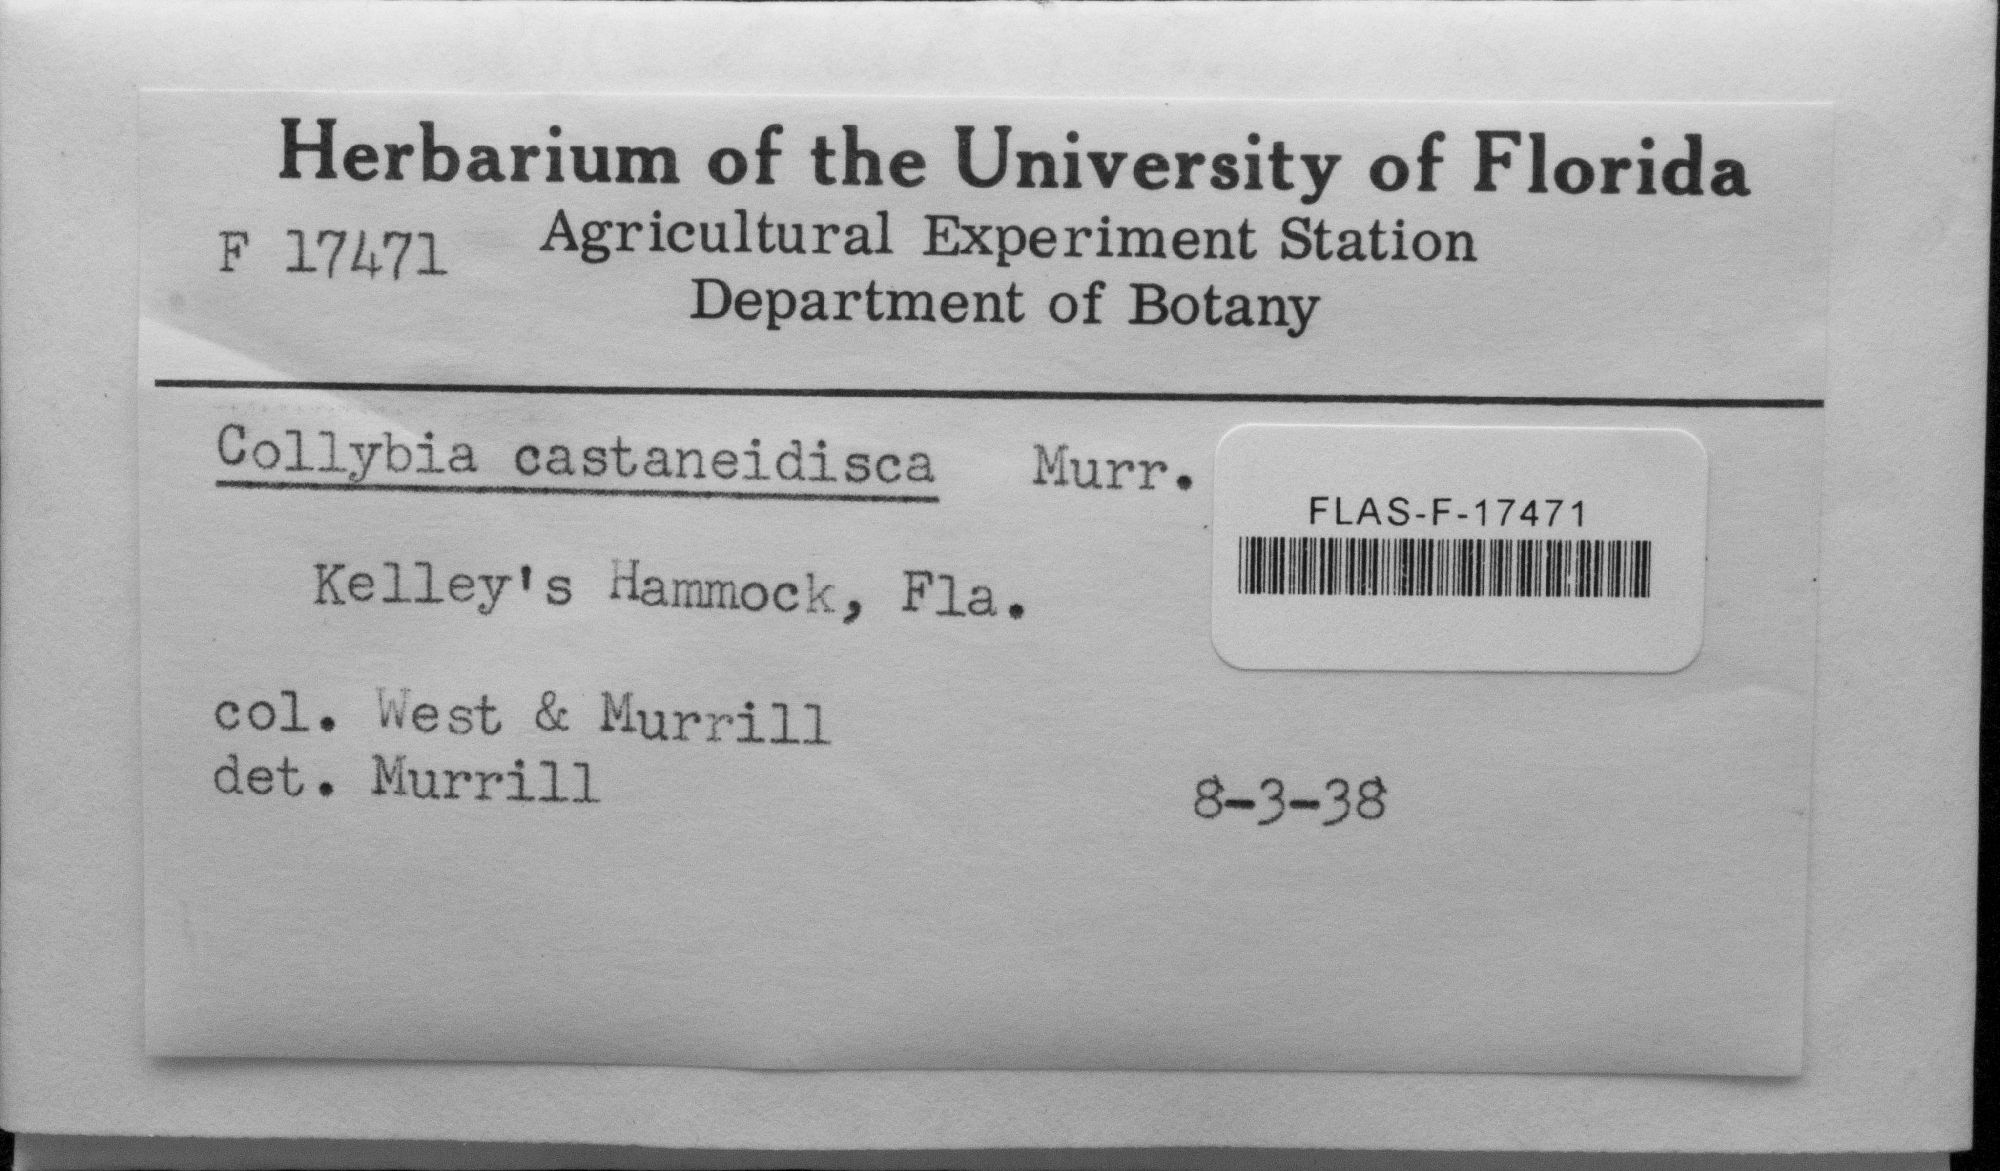 Herbarium of the University of Florida
F 17471 Agricultural Experiment Station
Department of Botany
Collybia castaneidisca Murr.
FLAS-F-17471
Kelley's Hammock, Fla.
col. West & Murrill
det. Murrill
8-3-38